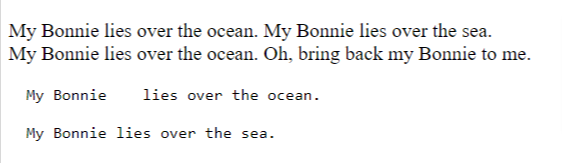 My Bonnie lies over the ocean. My Bonnie lies over the sea.
My Bonnie lies over the ocean. Oh, bring back my Bonnie to me.
My Bonnie    lies over the ocean.
My Bonnie lies over the sea.